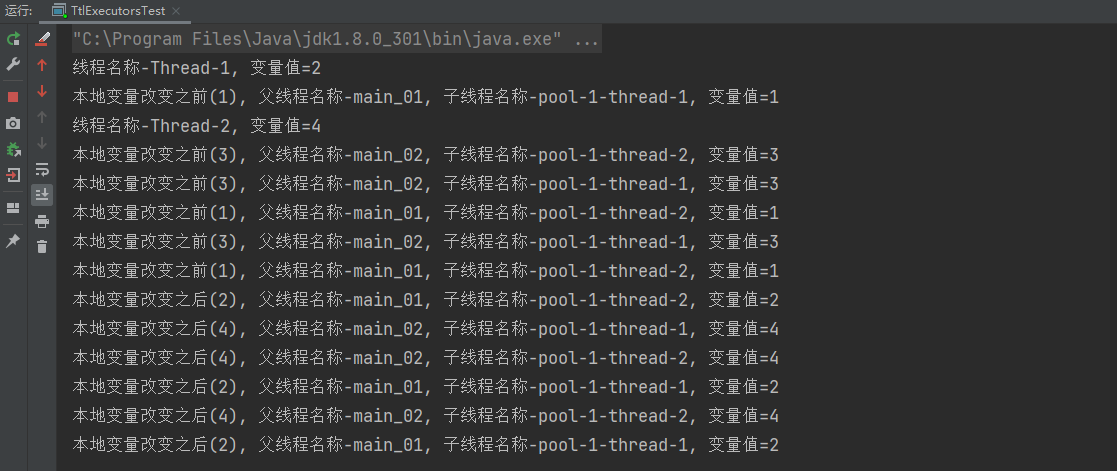 运行: TtlExecutorsTest ×
"C:\Program Files\Java\jdk1.8.0_301\bin\java.exe" ...
线程名称-Thread-1, 变量值=2
本地变量改变之前(1), 父线程名称-main_01, 子线程名称-pool-1-thread-1, 变量值=1
线程名称-Thread-2, 变量值=4
本地变量改变之前(3), 父线程名称-main_02, 子线程名称-pool-1-thread-2, 变量值=3
本地变量改变之前(3), 父线程名称-main_02, 子线程名称-pool-1-thread-1, 变量值=3
本地变量改变之前(1), 父线程名称-main_01, 子线程名称-pool-1-thread-2, 变量值=1
本地变量改变之前(3), 父线程名称-main_02, 子线程名称-pool-1-thread-1, 变量值=3
本地变量改变之前(1), 父线程名称-main_01, 子线程名称-pool-1-thread-2, 变量值=1
本地变量改变之后(2), 父线程名称-main_01, 子线程名称-pool-1-thread-2, 变量值=2
本地变量改变之后(4), 父线程名称-main_02, 子线程名称-pool-1-thread-1, 变量值=4
本地变量改变之后(4), 父线程名称-main_02, 子线程名称-pool-1-thread-2, 变量值=4
本地变量改变之后(2), 父线程名称-main_01, 子线程名称-pool-1-thread-1, 变量值=2
本地变量改变之后(4), 父线程名称-main_02, 子线程名称-pool-1-thread-2, 变量值=4
本地变量改变之后(2), 父线程名称-main_01, 子线程名称-pool-1-thread-1, 变量值=2